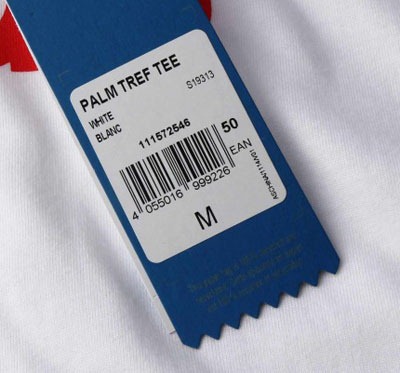 PALM TREF TEE
S19313
WHITE
BLANC
111572546
50
EAN
4 055016 999226
M